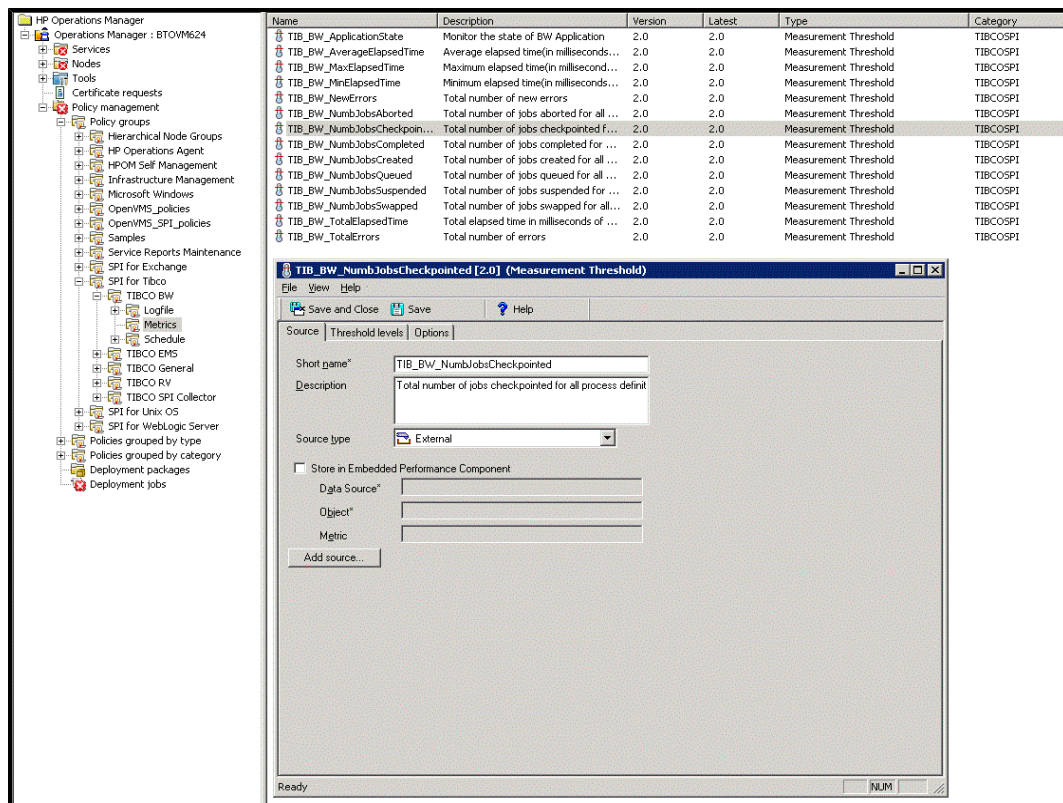 HP Operations Manager
Operations Manager : BTOVM624
Services
Nodes
Tools
Certificate requests
Policy management
Policy groups
Hierarchical Node Groups
HP Operations Agent
HPOM Self Management
Infrastructure Management
Microsoft Windows
OpenVMS_policies
OpenVMS_SPI_policies
Samples
Service Reports Maintenance
SPI for Exchange
SPI for Tibco
TIBCO BW
Logfile
Metrics
Schedule
TIBCO EMS
TIBCO General
TIBCO RV
TIBCO SPI Collector
SPI for Unix OS
SPI for WebLogic Server
Policies grouped by type
Policies grouped by category
Deployment packages
Deployment jobs
Name Description Version Latest Type Category
TIB_BW_ApplicationState Monitor the state of BW Application 2.0 2.0 Measurement Threshold TIBCOSPI
TIB_BW_AverageElapsedTime Average elapsed time(in milliseconds... 2.0 2.0 Measurement Threshold TIBCOSPI
TIB_BW_MaxElapsedTime Maximum elapsed time(in millisecond... 2.0 2.0 Measurement Threshold TIBCOSPI
TIB_BW_MinElapsedTime Minimum elapsed time(in milliseconds... 2.0 2.0 Measurement Threshold TIBCOSPI
TIB_BW_NewErrors Total number of new errors 2.0 2.0 Measurement Threshold TIBCOSPI
TIB_BW_NumbJobsAborted Total number of jobs aborted for all ... 2.0 2.0 Measurement Threshold TIBCOSPI
TIB_BW_NumbJobsCheckpoin... Total number of jobs checkpointed f... 2.0 2.0 Measurement Threshold TIBCOSPI
TIB_BW_NumbJobsCompleted Total number of jobs completed for ... 2.0 2.0 Measurement Threshold TIBCOSPI
TIB_BW_NumbJobsCreated Total number of jobs created for all ... 2.0 2.0 Measurement Threshold TIBCOSPI
TIB_BW_NumbJobsQueued Total number of jobs queued for all ... 2.0 2.0 Measurement Threshold TIBCOSPI
TIB_BW_NumbJobsSuspended Total number of jobs suspended for ... 2.0 2.0 Measurement Threshold TIBCOSPI
TIB_BW_NumbJobsSwapped Total number of jobs swapped for all... 2.0 2.0 Measurement Threshold TIBCOSPI
TIB_BW_TotalElapsedTime Total elapsed time in milliseconds of ... 2.0 2.0 Measurement Threshold TIBCOSPI
TIB_BW_TotalErrors Total number of errors 2.0 2.0 Measurement Threshold TIBCOSPI
TIB_BW_NumbJobsCheckpointed [2.0] (Measurement Threshold)
File View Help
Save and Close Save Help
Source Threshold levels Options
Short name* TIB_BW_NumbJobsCheckpointed
Description Total number of jobs checkpointed for all process definit
Source type External
Store in Embedded Performance Component
Data Source*
Object*
Metric
Add source...
Ready NUM